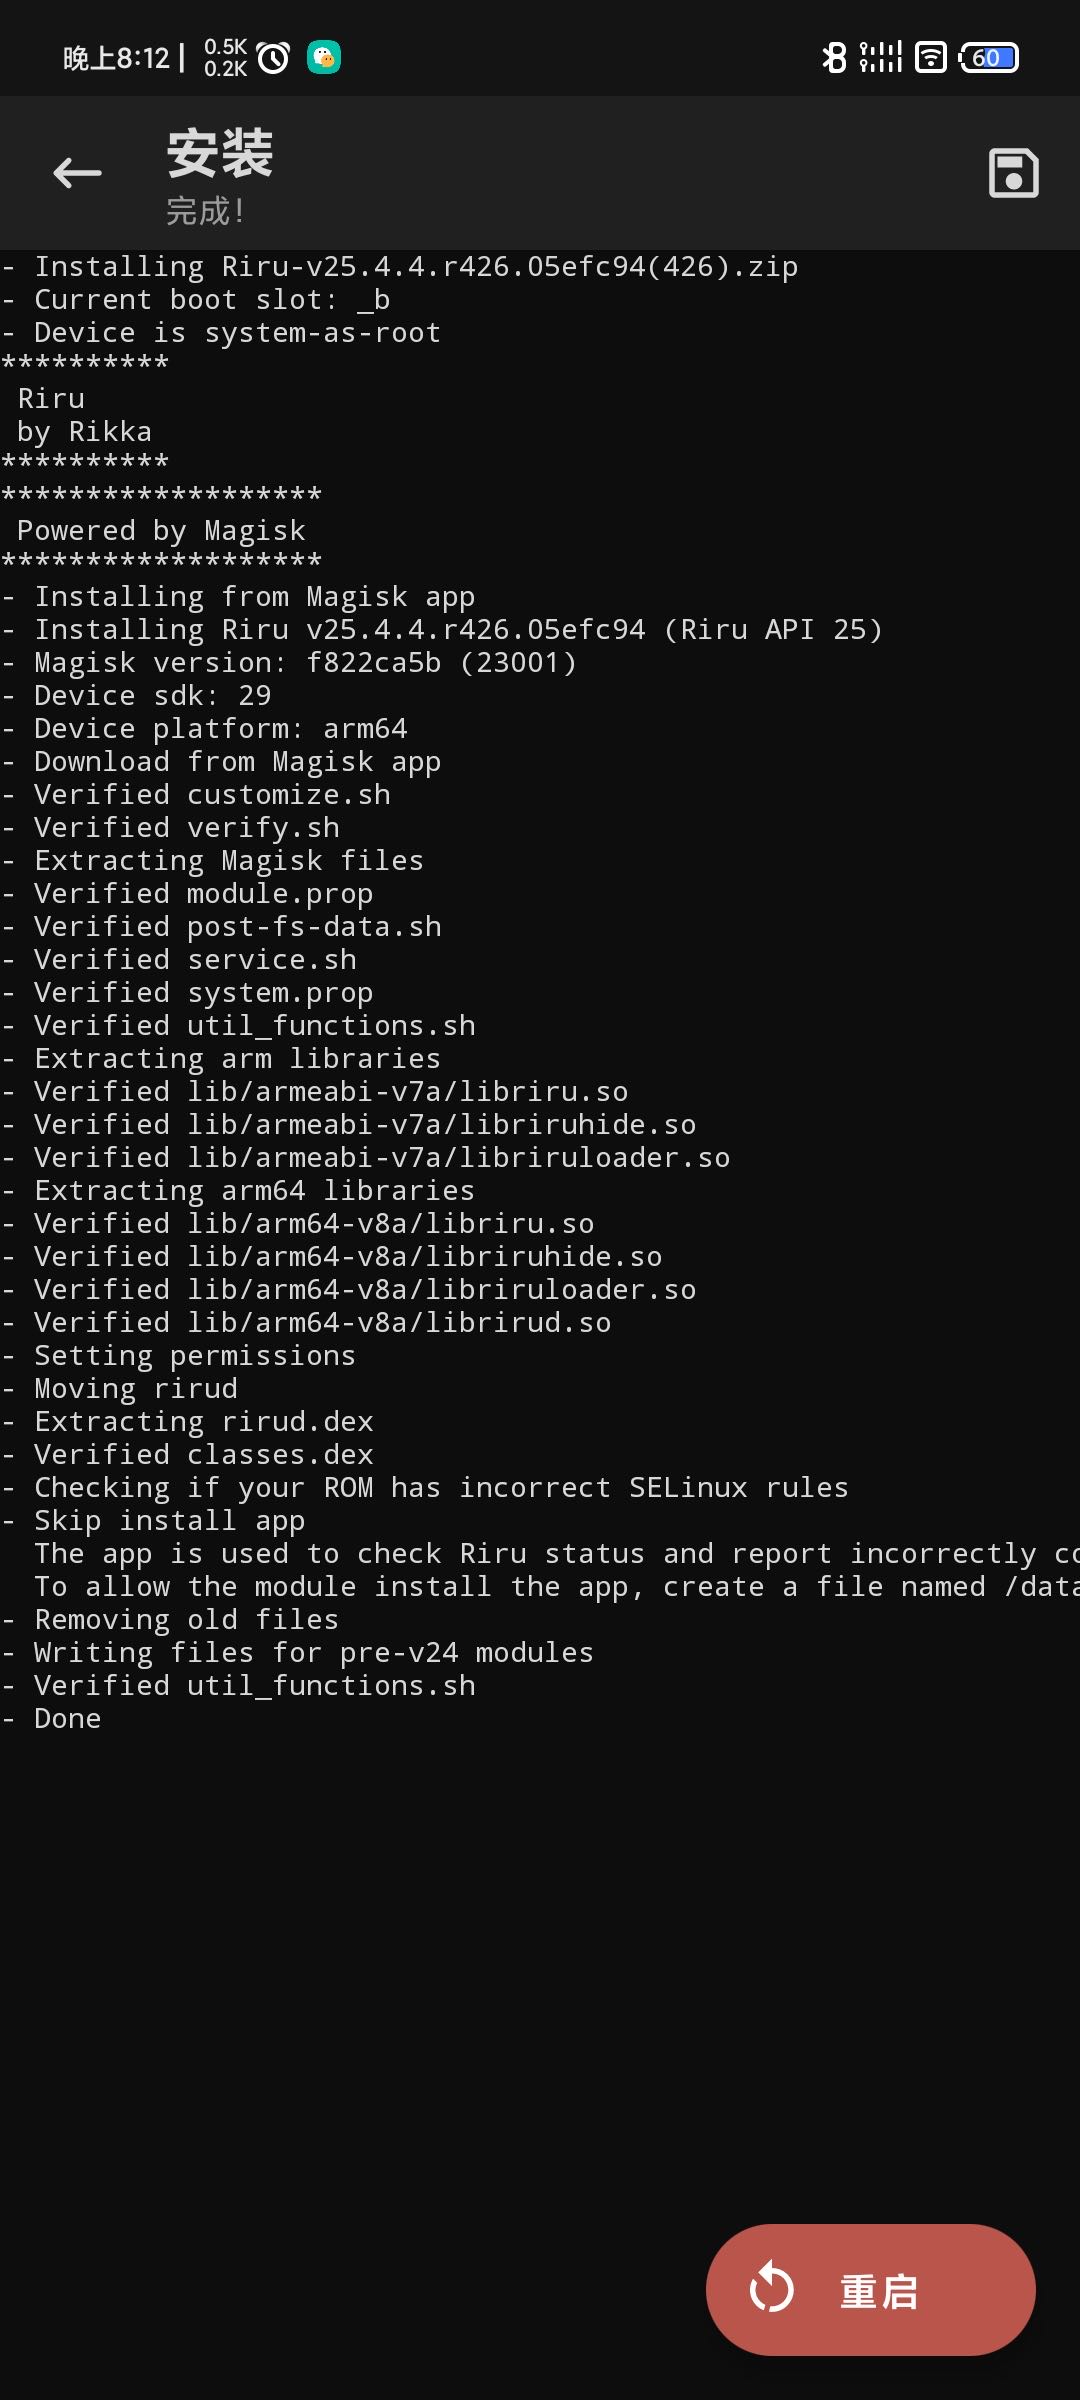 晚上8:12 | 0.5K 0.2K 60
安装
完成!
- Installing Riru-v25.4.4.r426.05efc94(426).zip
- Current boot slot: _b
- Device is system-as-root
**********
Riru
by Rikka
**********
*******************
Powered by Magisk
*******************
- Installing from Magisk app
- Installing Riru v25.4.4.r426.05efc94 (Riru API 25)
- Magisk version: f822ca5b (23001)
- Device sdk: 29
- Device platform: arm64
- Download from Magisk app
- Verified customize.sh
- Verified verify.sh
- Extracting Magisk files
- Verified module.prop
- Verified post-fs-data.sh
- Verified service.sh
- Verified system.prop
- Verified util_functions.sh
- Extracting arm libraries
- Verified lib/armeabi-v7a/libriru.so
- Verified lib/armeabi-v7a/libriruhide.so
- Verified lib/armeabi-v7a/libriruloader.so
- Extracting arm64 libraries
- Verified lib/arm64-v8a/libriru.so
- Verified lib/arm64-v8a/libriruhide.so
- Verified lib/arm64-v8a/libriruloader.so
- Verified lib/arm64-v8a/librirud.so
- Setting permissions
- Moving rirud
- Extracting rirud.dex
- Verified classes.dex
- Checking if your ROM has incorrect SELinux rules
- Skip install app
The app is used to check Riru status and report incorrectly co
To allow the module install the app, create a file named /data
- Removing old files
- Writing files for pre-v24 modules
- Verified util_functions.sh
- Done
重启